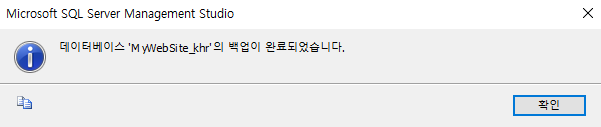 Microsoft SQL Server Management Studio
데이터베이스 'MyWebSite_khr'의 백업이 완료되었습니다.
확인